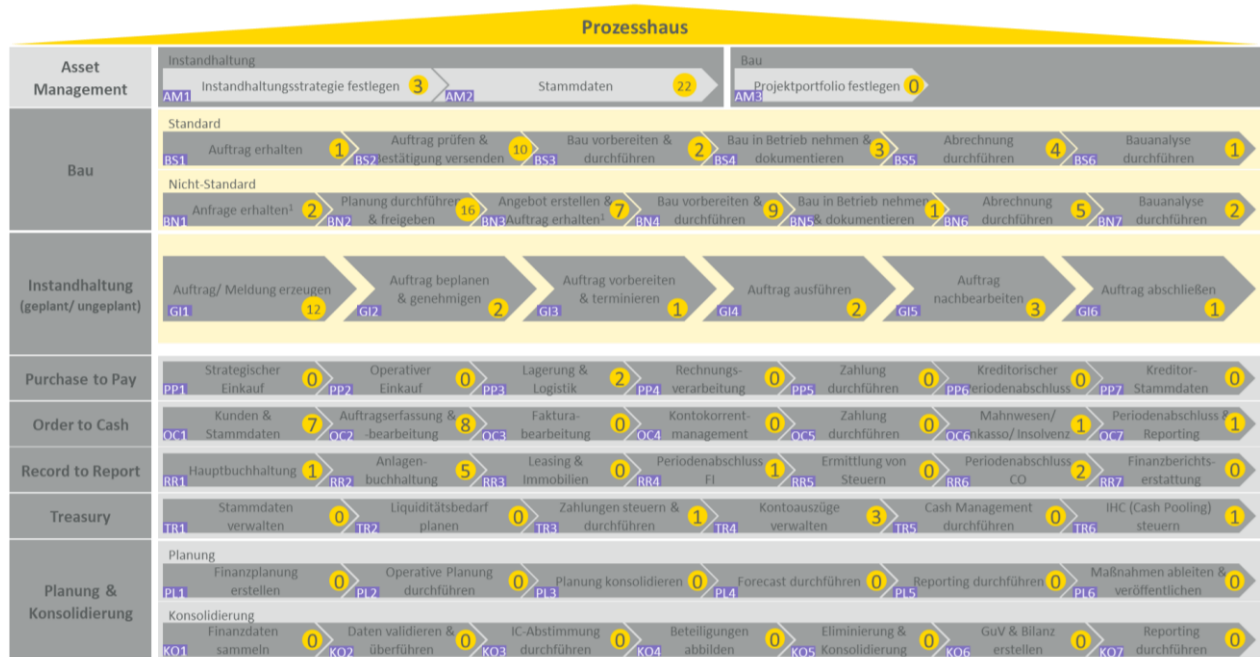 Prozesshaus
Asset
Management
Instandhaltung
AM1
Instandhaltungsstrategie festlegen
3
AM2
Stammdaten
22
Bau
AM3
Projektportfolio festlegen
0
Bau
Standard
BS1
Auftrag erhalten
1
BS2
Auftrag prüfen &
Bestätigung versenden
10
BS3
Bau vorbereiten &
durchführen
2
BS4
Bau in Betrieb nehmen &
dokumentieren
3
BS5
Abrechnung
durchführen
4
BS6
Bauanalyse
durchführen
1
Nicht-Standard
BN1
Anfrage erhalten¹
2
BN2
Planung durchführen
& freigeben
16
BN3
Angebot erstellen &
Auftrag erhalten¹
7
BN4
Bau vorbereiten &
durchführen
9
BN5
Bau in Betrieb nehmen
& dokumentieren
1
BN6
Abrechnung
durchführen
5
BN7
Bauanalyse
durchführen
2
Instandhaltung
(geplant/ ungeplant)
Auftrag/ Meldung erzeugen
GI1
12
Auftrag beplanen
& genehmigen
GI2
2
Auftrag vorbereiten
& terminieren
GI3
1
Auftrag ausführen
GI4
2
Auftrag
nachbearbeiten
GI5
3
Auftrag abschließen
GI6
1
Purchase to Pay
PP1
Strategischer
Einkauf
0
PP2
Operativer
Einkauf
0
PP3
Lagerung &
Logistik
2
PP4
Rechnungs-
verarbeitung
0
PP5
Zahlung
durchführen
0
PP6
Kreditorischer
Periodenabschluss
0
PP7
Kreditor-
Stammdaten
0
Order to Cash
OC1
Kunden &
Stammdaten
7
OC2
Auftragserfassung &
-bearbeitung
8
OC3
Faktura-
bearbeitung
0
OC4
Kontokorrent-
management
0
OC5
Zahlung
durchführen
0
OC6
Mahnwesen/
Inkasso/ Insolvenz
1
OC7
Periodenabschluss &
Reporting
1
Record to Report
RR1
Hauptbuchhaltung
1
RR2
Anlagen-
buchhaltung
5
RR3
Leasing &
Immobilien
0
RR4
Periodenabschluss
FI
1
RR5
Ermittlung von
Steuern
0
RR6
Periodenabschluss
CO
2
RR7
Finanzberichts-
erstattung
0
Treasury
TR1
Stammdaten
verwalten
0
TR2
Liquiditätsbedarf
planen
0
TR3
Zahlungen steuern &
durchführen
1
TR4
Kontoauszüge
verwalten
3
TR5
Cash Management
durchführen
0
TR6
IHC (Cash Pooling)
steuern
1
Planung &
Konsolidierung
Planung
PL1
Finanzplanung
erstellen
0
PL2
Operative Planung
durchführen
0
PL3
Planung konsolidieren
0
PL4
Forecast durchführen
0
PL5
Reporting durchführen
0
PL6
Maßnahmen ableiten &
veröffentlichen
0
Konsolidierung
KO1
Finanzdaten
sammeln
0
KO2
Daten validieren &
überführen
0
KO3
IC-Abstimmung
durchführen
0
KO4
Beteiligungen
abbilden
0
KO5
Eliminierung &
Konsolidierung
0
KO6
GuV & Bilanz
erstellen
0
KO7
Reporting
durchführen
0